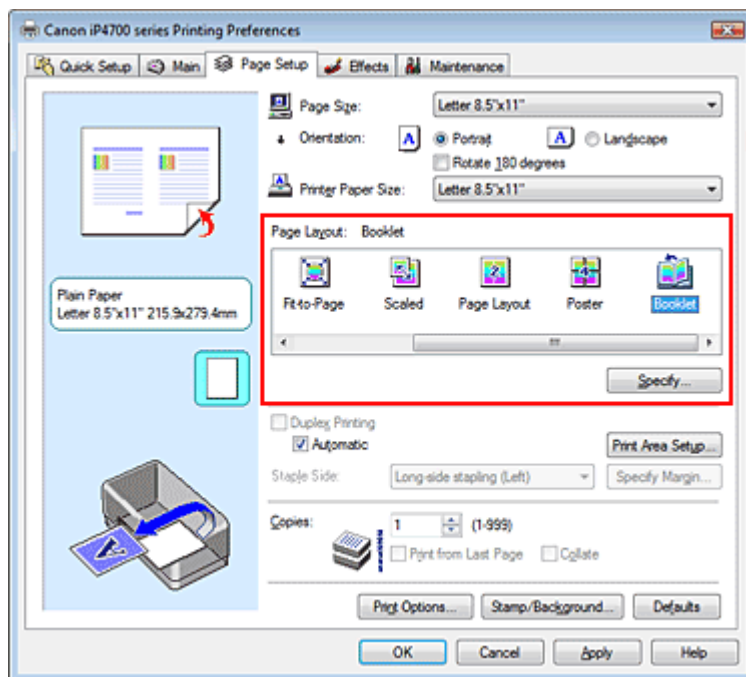 Canon iP4700 series Printing Preferences
Quick Setup Main Page Setup Effects Maintenance
Page Size: Letter 8.5"x11"
Orientation: A Portrait A Landscape
Rotate 180 degrees
Printer Paper Size: Letter 8.5"x11"
Page Layout: Booklet
Fit-to-Page Scaled Page Layout Poster Booklet
Specify...
Plain Paper
Letter 8.5"x11" 215.9x279.4mm
Duplex Printing
Automatic
Print Area Setup...
Staple Side: Long-side stapling (Left) Specify Margin...
Copies: 1 (1-999)
Print from Last Page Collate
Print Options... Stamp/Background... Defaults
OK Cancel Apply Help